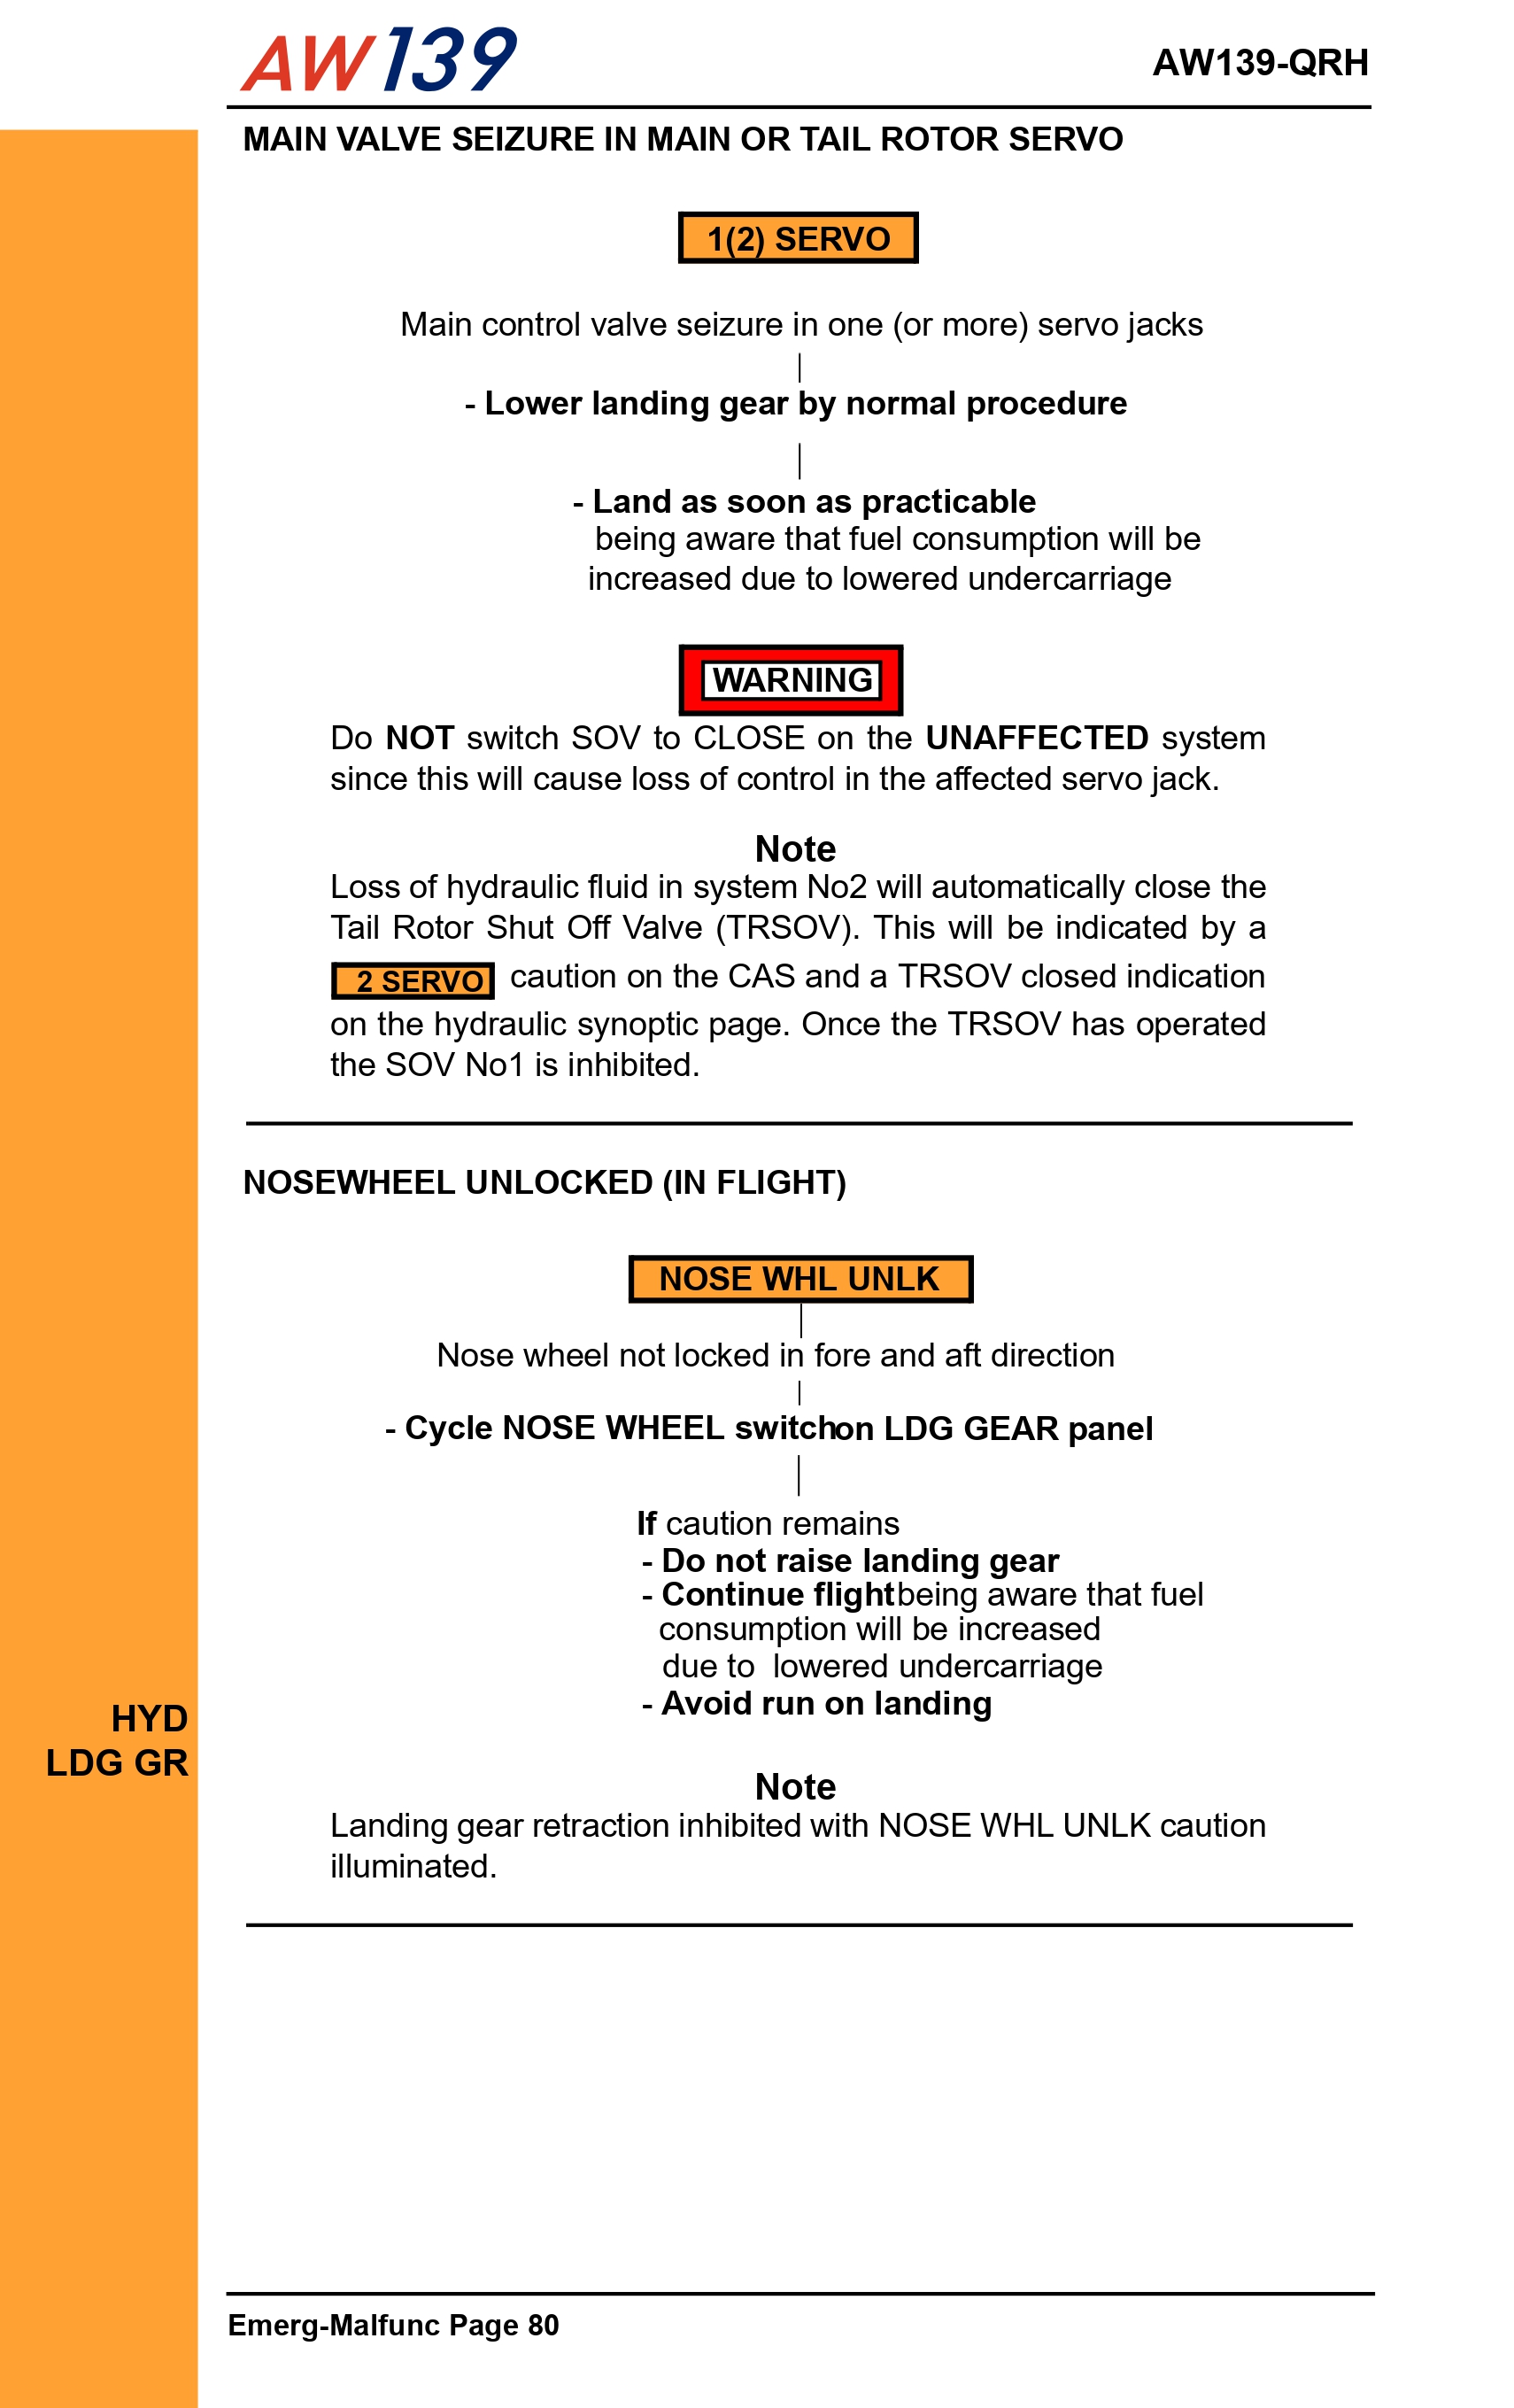 AW139
AW139-QRH
MAIN VALVE SEIZURE IN MAIN OR TAIL ROTOR SERVO
1(2) SERVO
Main control valve seizure in one (or more) servo jacks
- Lower landing gear by normal procedure
- Land as soon as practicable
being aware that fuel consumption will be
increased due to lowered undercarriage
WARNING
Do NOT switch SOV to CLOSE on the UNAFFECTED system
since this will cause loss of control in the affected servo jack.
Note
Loss of hydraulic fluid in system No2 will automatically close the
Tail Rotor Shut Off Valve (TRSOV). This will be indicated by a
2 SERVO caution on the CAS and a TRSOV closed indication
on the hydraulic synoptic page. Once the TRSOV has operated
the SOV No1 is inhibited.
NOSEWHEEL UNLOCKED (IN FLIGHT)
NOSE WHL UNLK
Nose wheel not locked in fore and aft direction
- Cycle NOSE WHEEL switch on LDG GEAR panel
If caution remains
- Do not raise landing gear
- Continue flight being aware that fuel
consumption will be increased
due to lowered undercarriage
- Avoid run on landing
HYD
LDG GR
Note
Landing gear retraction inhibited with NOSE WHL UNLK caution
illuminated.
Emerg-Malfunc Page 80